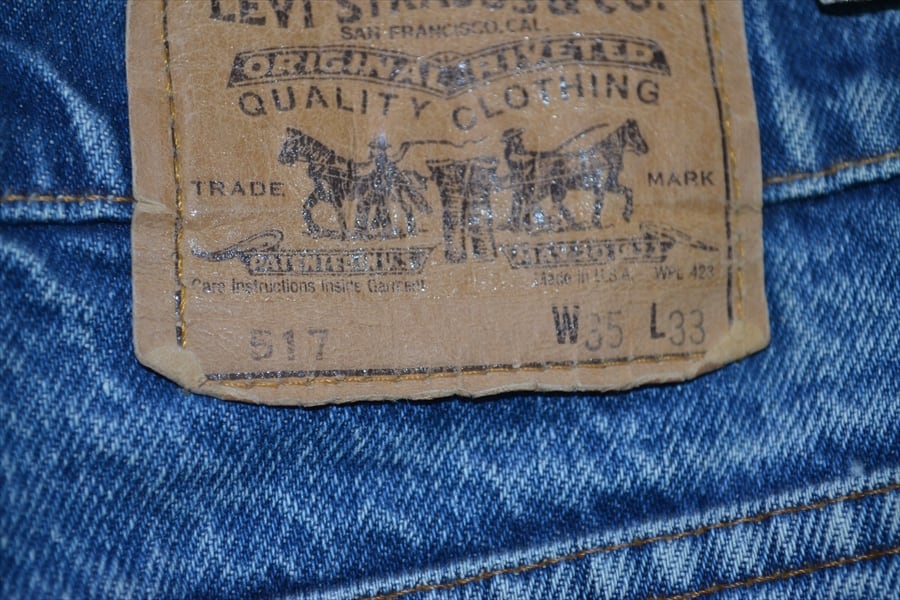 LEVI STRAUSS & CO.
SAN FRANCISCO, CAL.
ORIGINAL RIVETED
QUALITY CLOTHING
TRADE MARK
Care Instructions Inside Garment Made in U.S.A. WPL 423
517 W35 L33